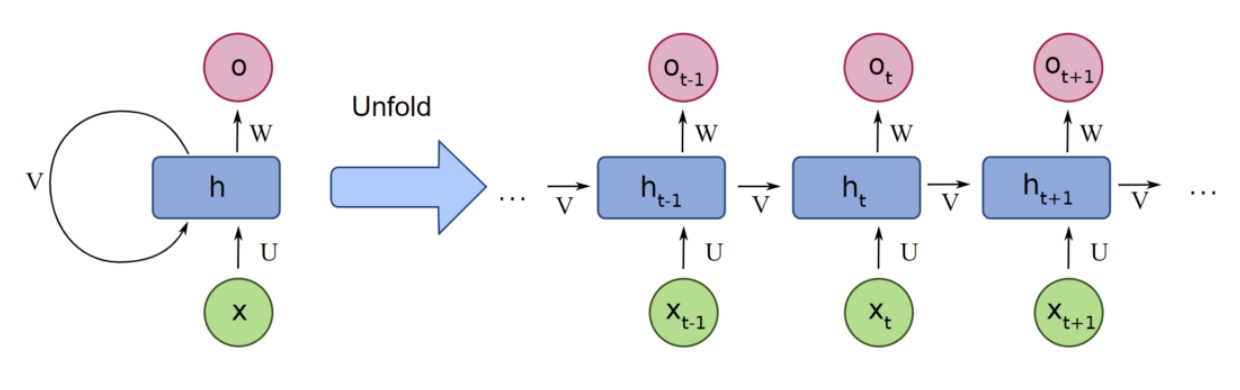 o
W
V
h
U
x
Unfold
...
V
o_{t-1}
W
h_{t-1}
V
U
x_{t-1}
o_t
W
h_t
V
U
x_t
o_{t+1}
W
h_{t+1}
V
U
x_{t+1}
...